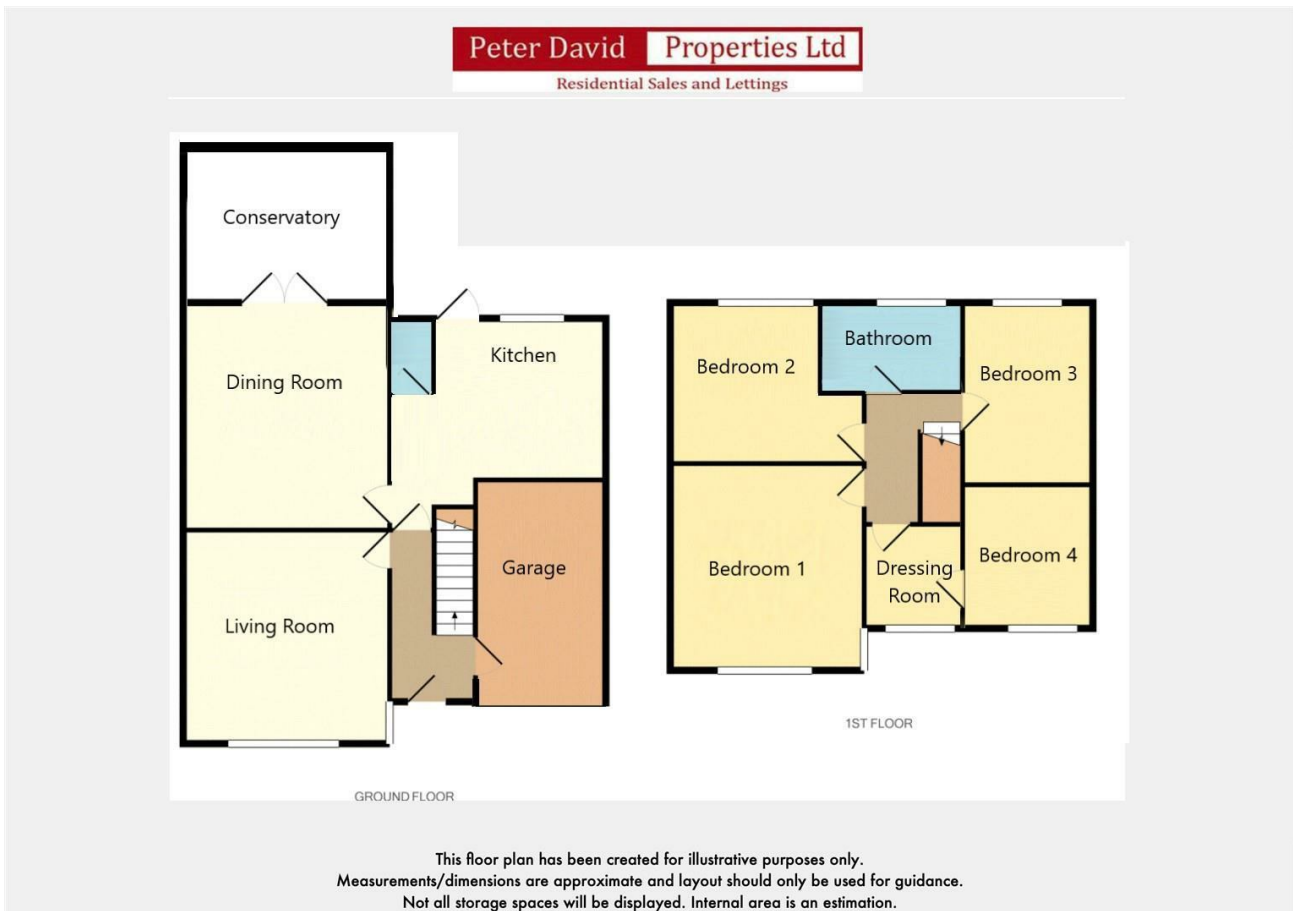 Peter David Properties Ltd
Residential Sales and Lettings
Conservatory
Dining Room
Kitchen
Living Room
Garage
GROUND FLOOR
Bedroom 2
Bathroom
Bedroom 3
Bedroom 1
Dressing
Room
Bedroom 4
1ST FLOOR
This floor plan has been created for illustrative purposes only.
Measurements/dimensions are approximate and layout should only be used for guidance.
Not all storage spaces will be displayed. Internal area is an estimation.